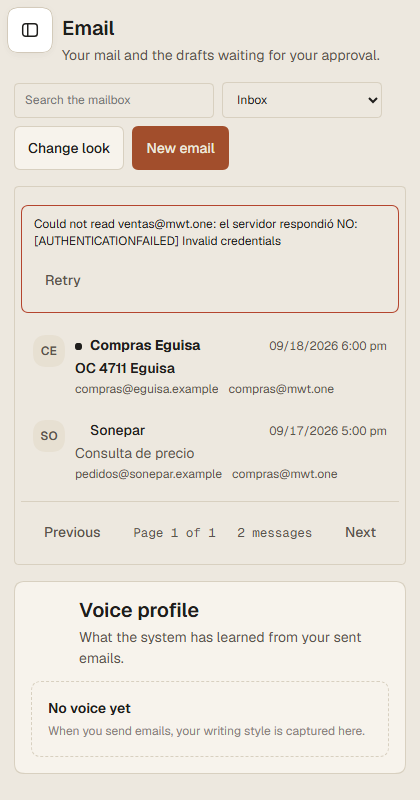 Email
Your mail and the drafts waiting for your approval.
Search the mailbox
Inbox
Change look
New email
Could not read ventas@mwt.one: el servidor respondió NO:
[AUTHENTICATIONFAILED] Invalid credentials
Retry
CE
Compras Eguisa
09/18/2026 6:00 pm
OC 4711 Eguisa
compras@eguisa.example compras@mwt.one
SO
Sonepar
09/17/2026 5:00 pm
Consulta de precio
pedidos@sonepar.example compras@mwt.one
Previous
Page 1 of 1
2 messages
Next
Voice profile
What the system has learned from your sent
emails.
No voice yet
When you send emails, your writing style is captured here.